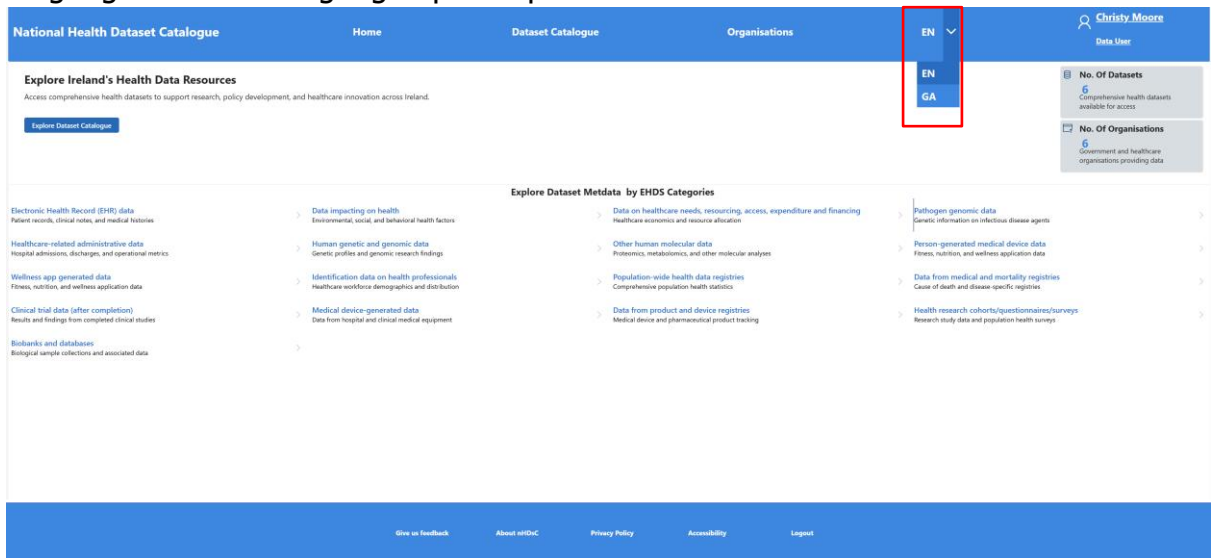 National Health Dataset Catalogue
Home
Dataset Catalogue
Organisations
EN
Christy Moore
Data User
EN
GA
Explore Ireland's Health Data Resources
Access comprehensive health datasets to support research, policy development, and healthcare innovation across Ireland.
Explore Dataset Catalogue
No. Of Datasets
6
Comprehensive health datasets
available for access
No. Of Organisations
6
Government and healthcare
organisations providing data
Explore Dataset Metdata by EHDS Categories
Electronic Health Record (EHR) data
Patient records, clinical notes, and medical histories
Data impacting on health
Environmental, social, and behavioral health factors
Data on healthcare needs, resourcing, access, expenditure and financing
Healthcare economics and resource allocation
Pathogen genomic data
Genetic information on infectious disease agents
Healthcare-related administrative data
Hospital admissions, discharges, and operational metrics
Human genetic and genomic data
Genetic profiles and genomic research findings
Other human molecular data
Proteomics, metabolomics, and other molecular analyses
Person-generated medical device data
Fitness, nutrition, and wellness application data
Wellness app generated data
Fitness, nutrition, and wellness application data
Identification data on health professionals
Healthcare workforce demographics and distribution
Population-wide health data registries
Comprehensive population health statistics
Data from medical and mortality registries
Cause of death and disease-specific registries
Clinical trial data (after completion)
Results and findings from completed clinical studies
Medical device-generated data
Data from hospital and clinical medical equipment
Data from product and device registries
Medical device and pharmaceutical product tracking
Health research cohorts/questionnaires/surveys
Research study data and population health surveys
Biobanks and databases
Biological sample collections and associated data
Give us feedback
About nHDsC
Privacy Policy
Accessibility
Logout